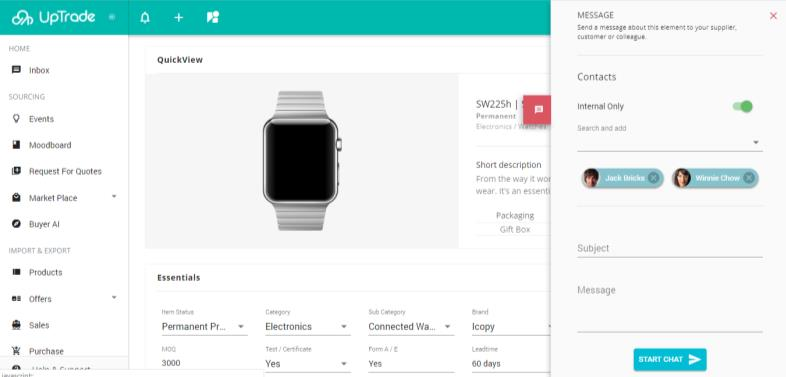 UpTrade
HOME
Inbox
SOURCING
Events
Moodboard
Request For Quotes
Market Place
Buyer AI
IMPORT & EXPORT
Products
Offers
Sales
Purchase
Help & Support
javascript:
QuickView
SW225h |
Permanent
Electronics / Watches
Short description
From the way it wor
wear. It's an essenti
Packaging
Gift Box
Essentials
Item Status
Category
Sub Category
Brand
Permanent Pr...
Electronics
Connected Wa...
Icopy
MOQ
Test / Certificate
Form A / E
Leadtime
3000
Yes
Yes
60 days
MESSAGE
Send a message about this element to your supplier,
customer or colleague.
Contacts
Internal Only
Search and add
Jack Bricks
Winnie Chow
Subject
Message
START CHAT